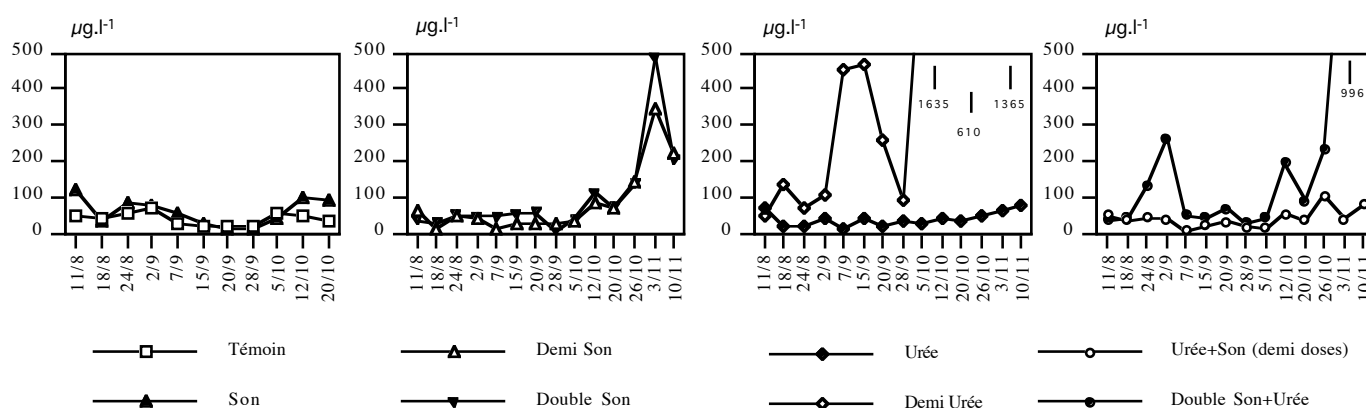 µg.l-1 µg.l-1 µg.l-1 µg.l-1
500 500 500 500
400 400 400 400
300 300 300 300
200 200 200 200
100 100 100 100
0 0 0 0
1635 610 1365
996
11/8 18/8 24/8 2/9 7/9 15/9 20/9 28/9 5/10 12/10 20/10
11/8 18/8 24/8 2/9 7/9 15/9 20/9 28/9 5/10 12/10 20/10 26/10 3/11 10/11
11/8 18/8 24/8 2/9 7/9 15/9 20/9 28/9 5/10 12/10 20/10 26/10 3/11 10/11
11/8 18/8 24/8 2/9 7/9 15/9 20/9 28/9 5/10 12/10 20/10 26/10 3/11 10/11
Témoin Demi Son Urée Urée+Son (demi doses)
Son Double Son Demi Urée Double Son+Urée